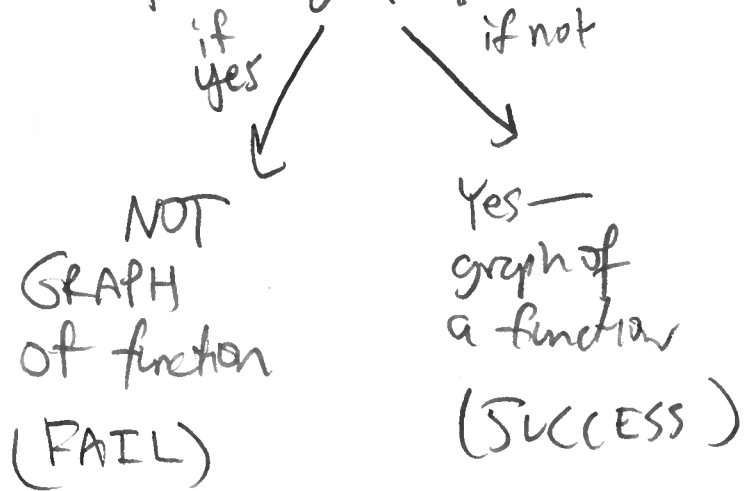 if
yes
if not
NOT
GRAPH
of function
(FAIL)
Yes —
graph of
a function
(SUCCESS)